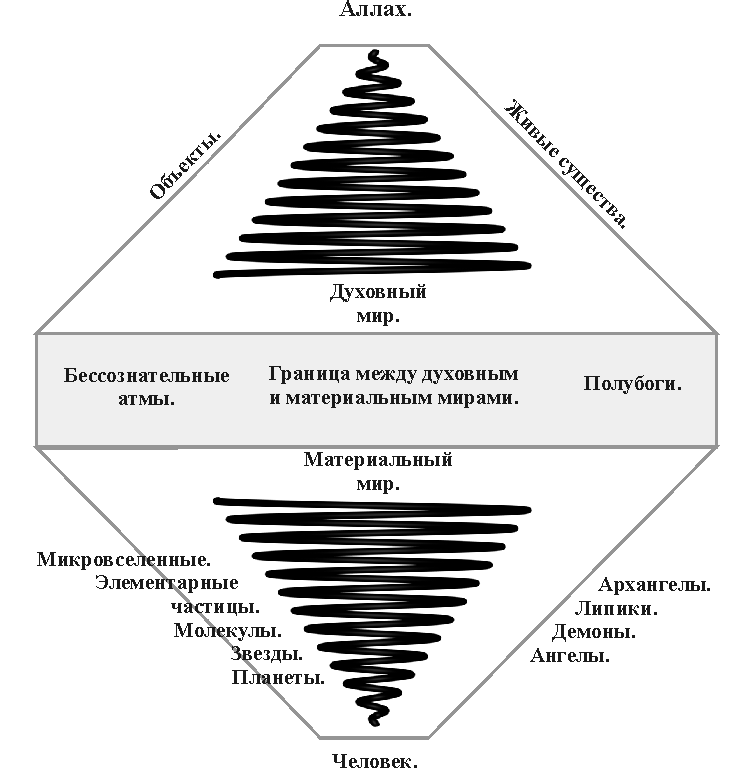 Аллах.
Объекты.
Живые существа.
Духовный
мир.
Бессознательные
атмы.
Граница между духовным
и материальным мирами.
Полубоги.
Материальный
мир.
Микровселенные.
Элементарные
частицы.
Молекулы.
Звезды.
Планеты.
Архангелы.
Липики.
Демоны.
Ангелы.
Человек.